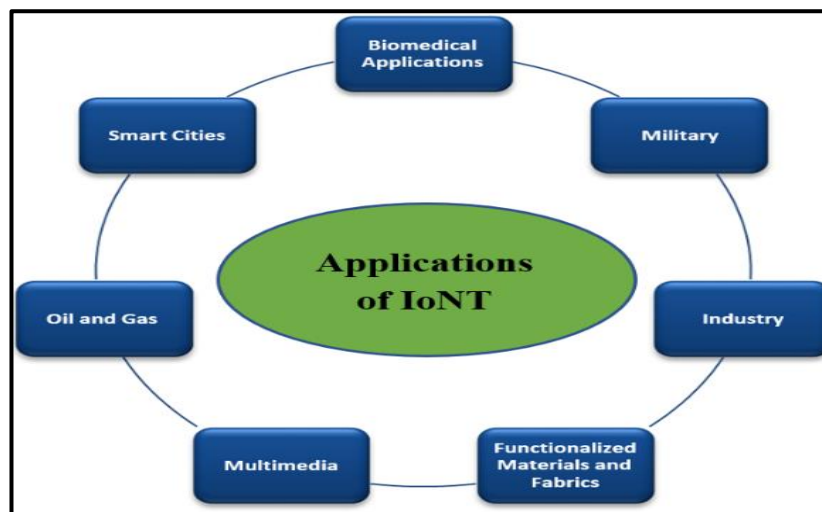 Biomedical
Applications
Smart Cities
Military
Applications
of IoNT
Oil and Gas
Industry
Multimedia
Functionalized
Materials and
Fabrics